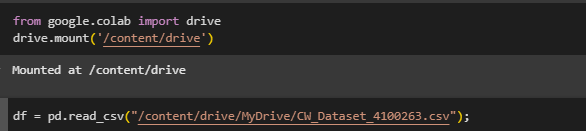 from google.colab import drive
drive.mount('/content/drive')
Mounted at /content/drive
df = pd.read_csv("/content/drive/MyDrive/CW_Dataset_4100263.csv");